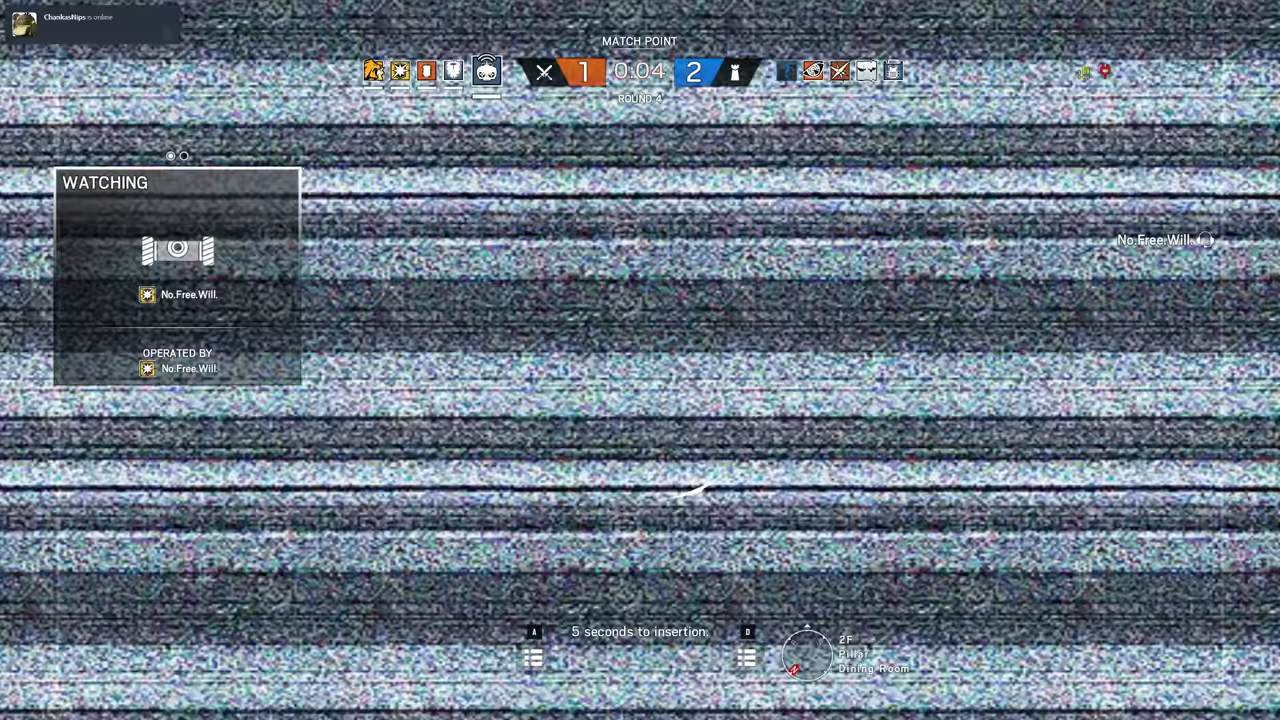 ChankasNips is online
MATCH POINT
1 0:04 2
ROUND 4
WATCHING
No.Free.Will.
No.Free.Will.
OPERATED BY
No.Free.Will.
A 5 seconds to insertion. D
2F
Pillar
Dining Room